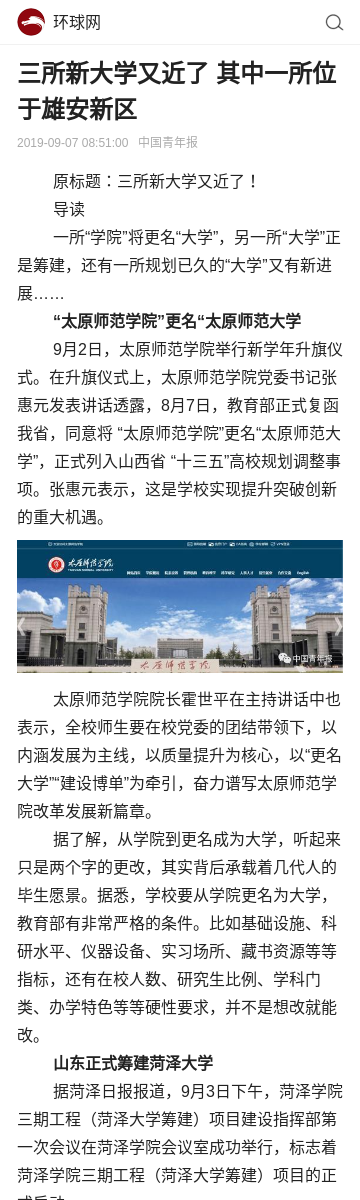 环球网
三所新大学又近了 其中一所位
于雄安新区
2019-09-07 08:51:00 中国青年报
原标题：三所新大学又近了！
导读
一所“学院”将更名“大学”，另一所“大学”正
是筹建，还有一所规划已久的“大学”又有新进
展……
“太原师范学院”更名“太原师范大学
9月2日，太原师范学院举行新学年升旗仪
式。在升旗仪式上，太原师范学院党委书记张
惠元发表讲话透露，8月7日，教育部正式复函
我省，同意将 “太原师范学院”更名“太原师范大
学”，正式列入山西省 “十三五”高校规划调整事
项。张惠元表示，这是学校实现提升突破创新
的重大机遇。
太原师范学院
English
太原师范学院
中国青年报
太原师范学院院长霍世平在主持讲话中也
表示，全校师生要在校党委的团结带领下，以
内涵发展为主线，以质量提升为核心，以“更名
大学”“建设博单”为牵引，奋力谱写太原师范学
院改革发展新篇章。
据了解，从学院到更名成为大学，听起来
只是两个字的更改，其实背后承载着几代人的
毕生愿景。据悉，学校要从学院更名为大学，
教育部有非常严格的条件。比如基础设施、科
研水平、仪器设备、实习场所、藏书资源等等
指标，还有在校人数、研究生比例、学科门
类、办学特色等等硬性要求，并不是想改就能
改。
山东正式筹建菏泽大学
据菏泽日报报道，9月3日下午，菏泽学院
三期工程（菏泽大学筹建）项目建设指挥部第
一次会议在菏泽学院会议室成功举行，标志着
菏泽学院三期工程（菏泽大学筹建）项目的正